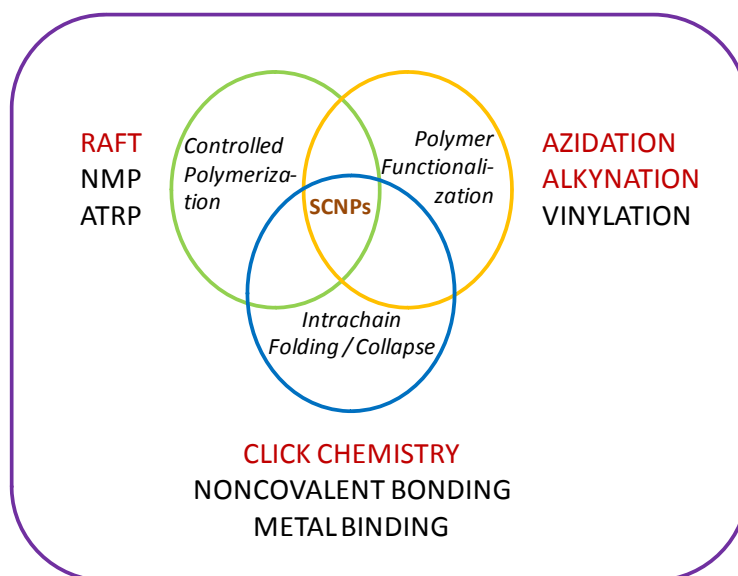 RAFT
NMP
ATRP
Controlled
Polymeriza-
tion
Polymer
Functionali-
zation
AZIDATION
ALKYNATION
VINYLATION
SCNPs
Intrachain
Folding / Collapse
CLICK CHEMISTRY
NONCOVALENT BONDING
METAL BINDING